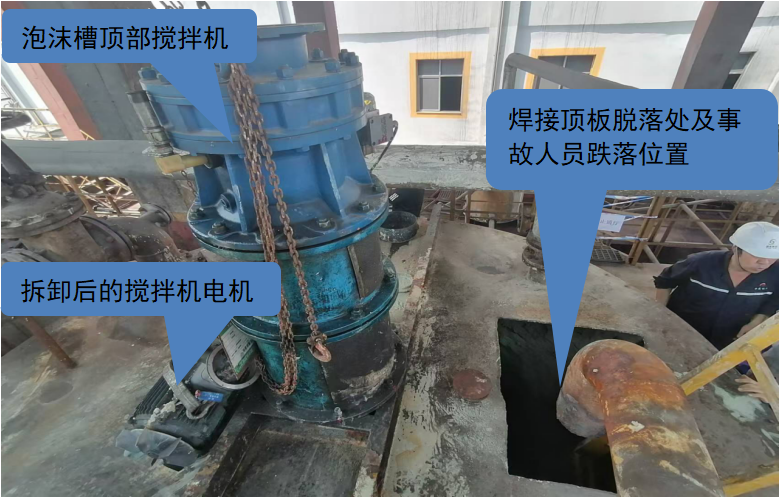 泡沫槽顶部搅拌机
焊接顶板脱落处及事
故人员跌落位置
拆卸后的搅拌机电机